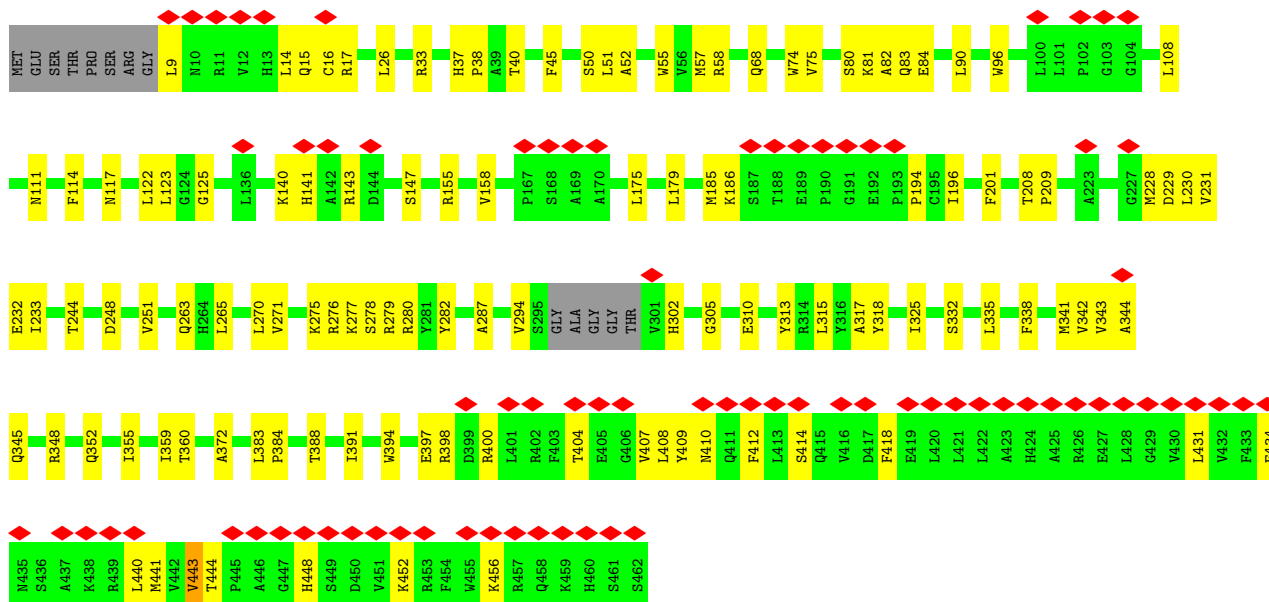 MET GLU SER THR PRO SER ARG GLY L9 N10 R11 V12 H13 L14 Q15 C16 R17 L26 R33 H37 P38 A39 T40 F45 S50 L51 A52 W55 V56 M57 R58 Q68 W74 V75 S80 K81 A82 Q83 E84 L90 W96 L100 L101 P102 G103 G104 L108
N111 F114 N117 L122 L123 G124 G125 L136 K140 H141 A142 R143 D144 S147 R155 V158 P167 S168 A169 A170 L175 L179 M185 K186 S187 T188 E189 P190 G191 E192 P193 P194 C195 I196 F201 T208 P209 A223 G227 M228 D229 L230 V231
E232 I233 T244 D248 V251 Q263 H264 L265 L270 V271 K275 R276 K277 S278 R279 R280 Y281 Y282 A287 V294 S295 GLY ALA GLY GLY THR V301 H302 G305 E310 Y313 R314 L315 Y316 A317 Y318 I325 S332 L335 F338 M341 V342 V343 A344
Q345 R348 Q352 I355 I359 T360 A372 L383 P384 T388 I391 W394 E397 R398 D399 R400 L401 R402 F403 T404 E405 G406 V407 L408 Y409 N410 Q411 F412 L413 S414 Q415 V416 D417 F418 E419 L420 L421 L422 A423 H424 A425 R426 E427 L428 G429 V430 L431 V432 F433
N435 S436 A437 K438 R439 L440 M441 V442 V443 T444 P445 A446 G447 H448 S449 D450 V451 K452 R453 F454 W455 K456 R457 Q458 K459 H460 S461 S462